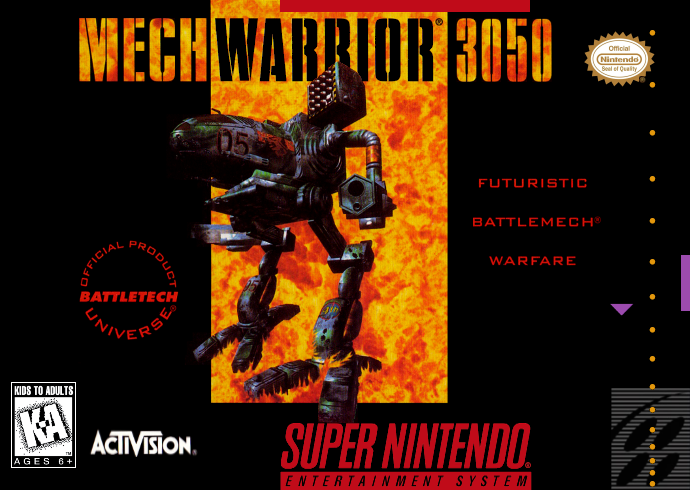 MECHWARRIOR® 3050
Official
Nintendo
Seal of Quality
D5
FUTURISTIC
BATTLEMECH®
WARFARE
OFFICIAL PRODUCT
BATTLETECH
UNIVERSE®
KIDS TO ADULTS
KA
AGES 6+
ACTIVISION®
SUPER NINTENDO®
ENTERTAINMENT SYSTEM